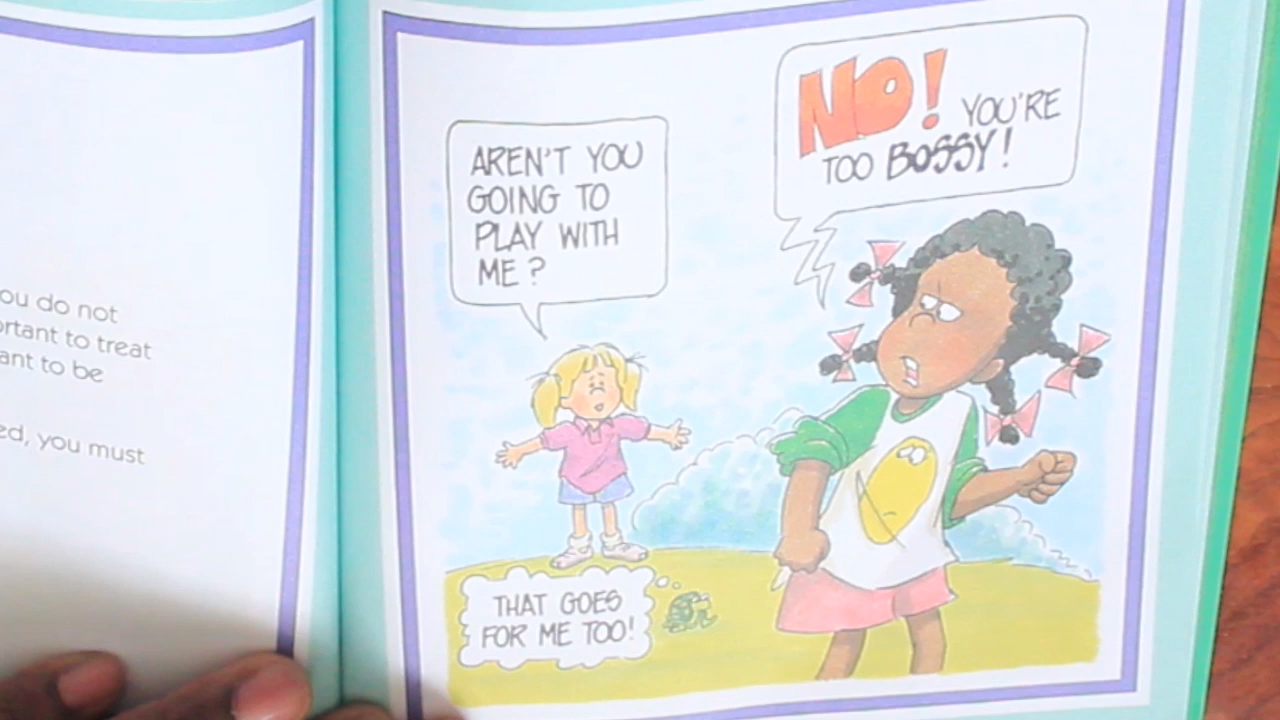 ou do not
rtant to treat
ant to be
ed, you must
AREN'T YOU
GOING TO
PLAY WITH
ME?
NO! YOU'RE
TOO BOSSY!
THAT GOES
FOR ME TOO!